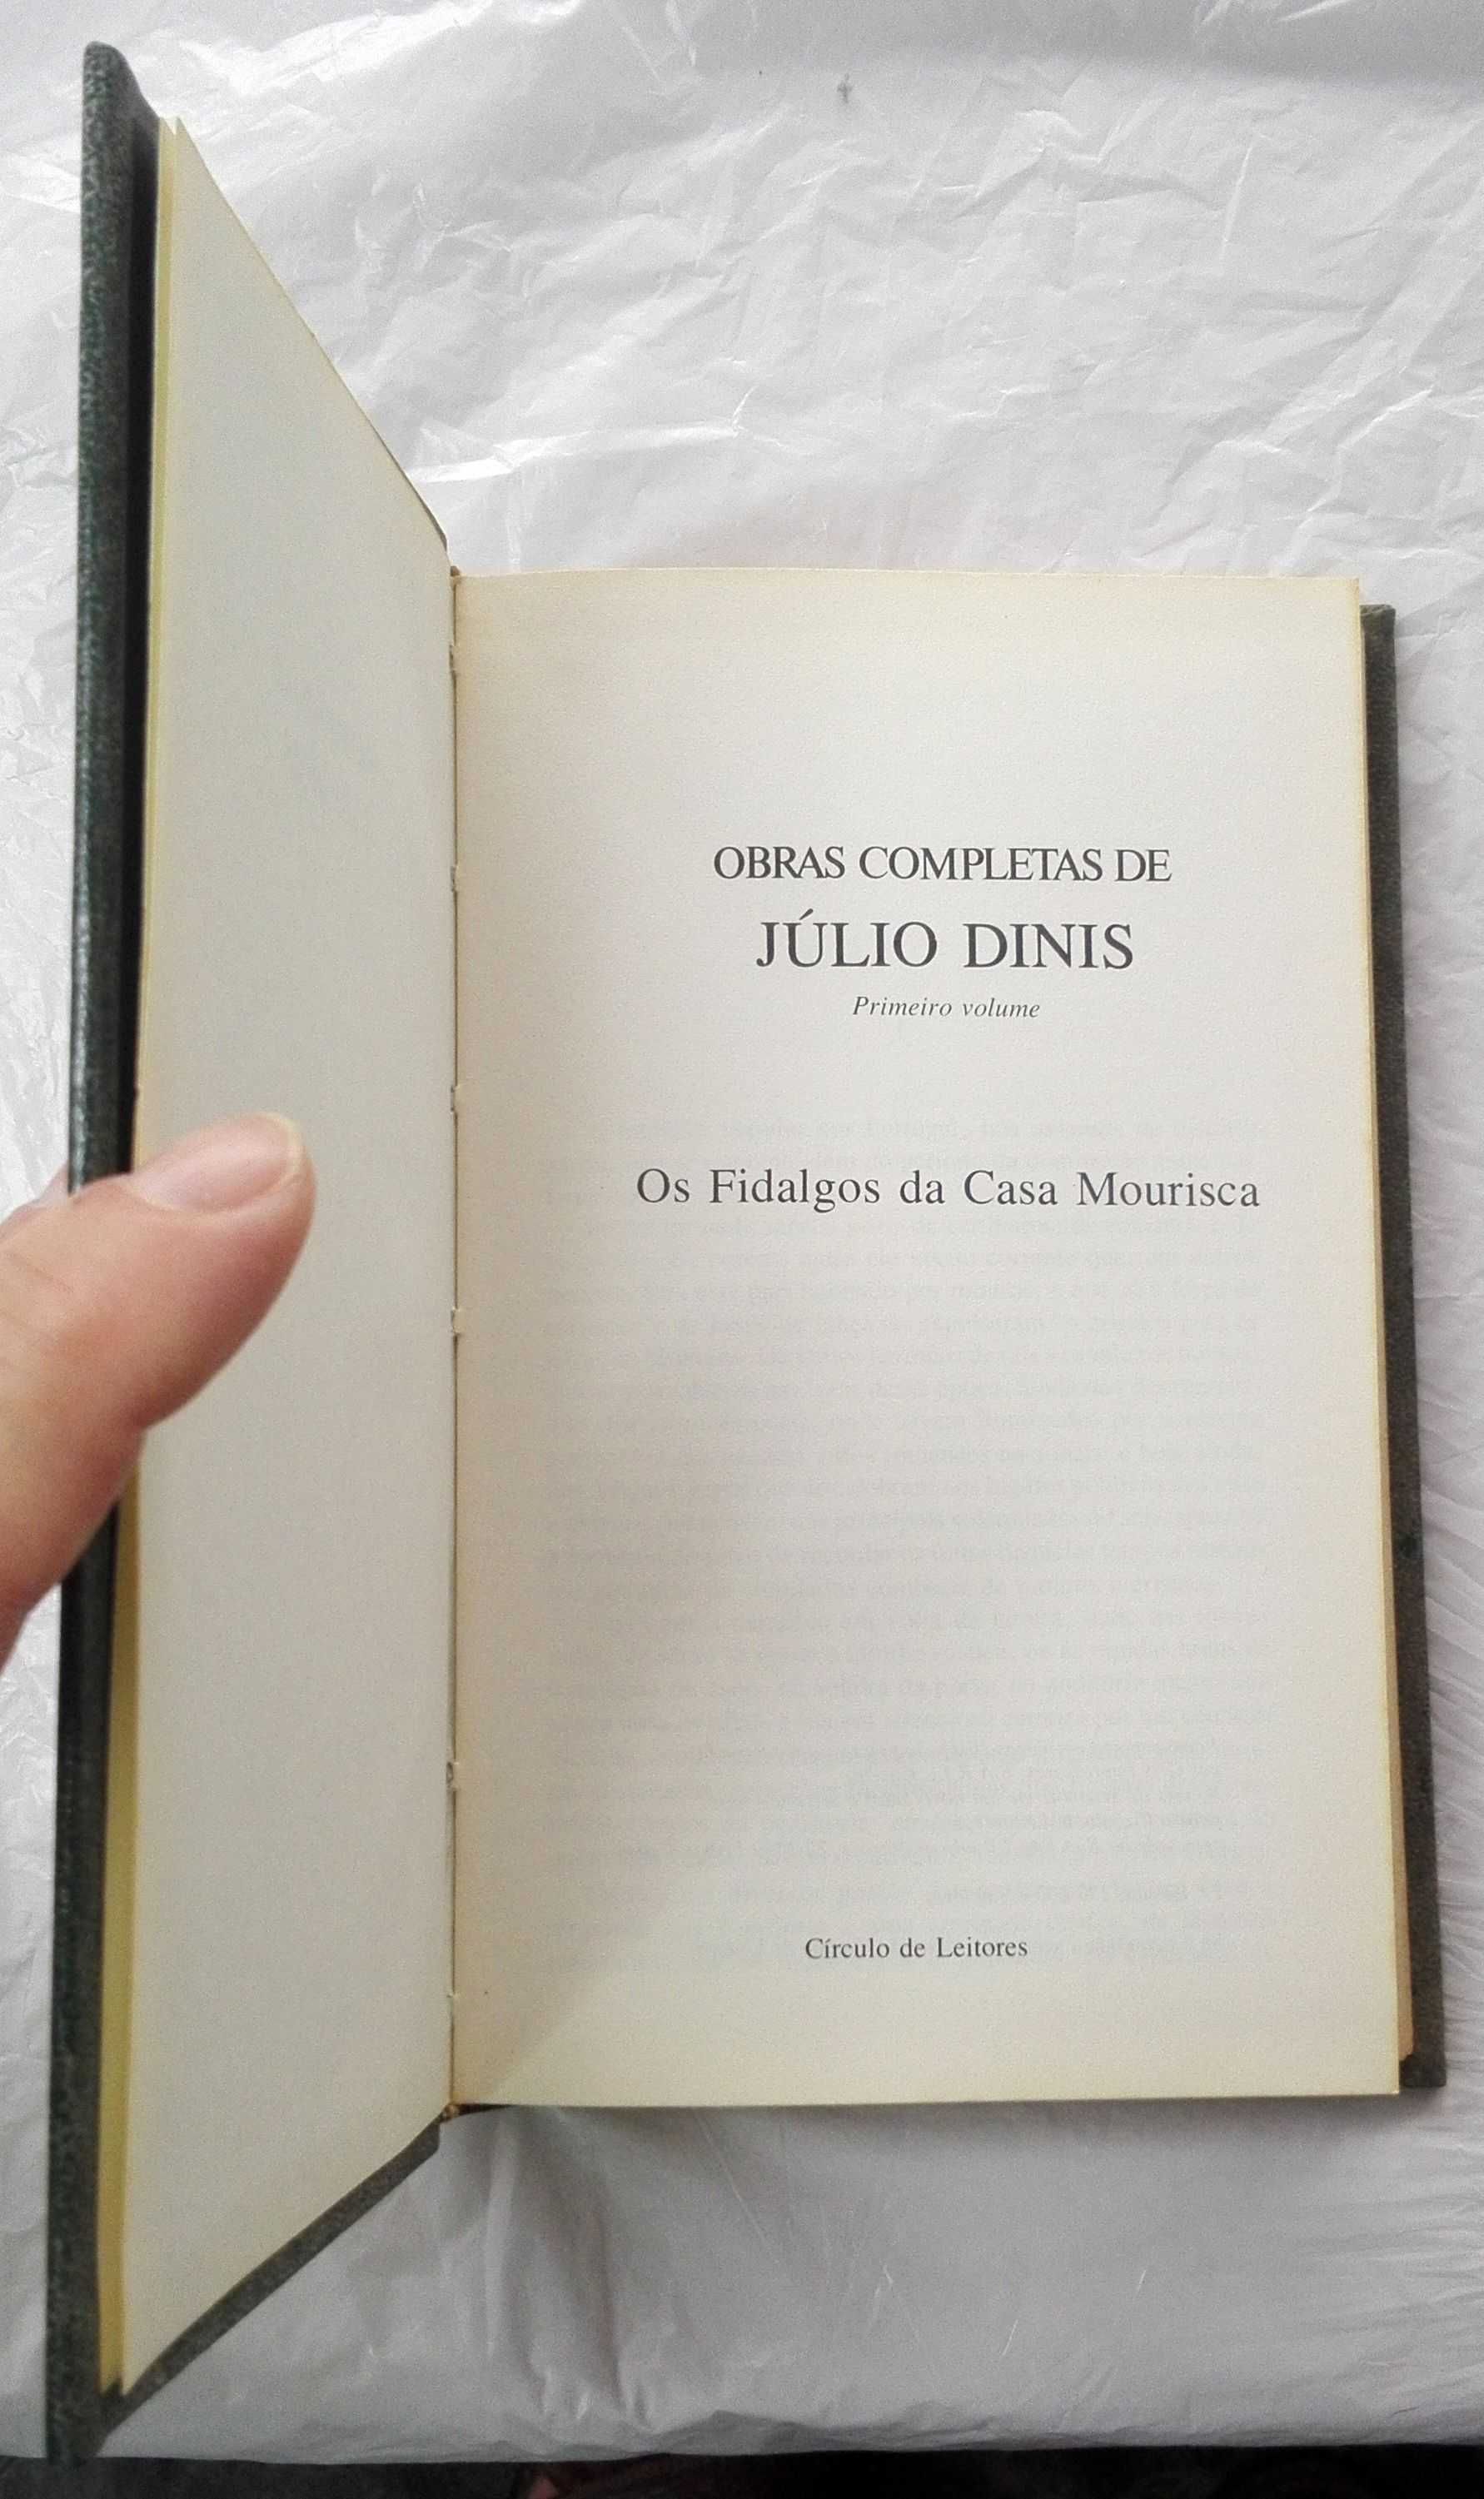 OBRAS COMPLETAS DE
JÚLIO DINIS
Primeiro volume
Os Fidalgos da Casa Mourisca
Círculo de Leitores